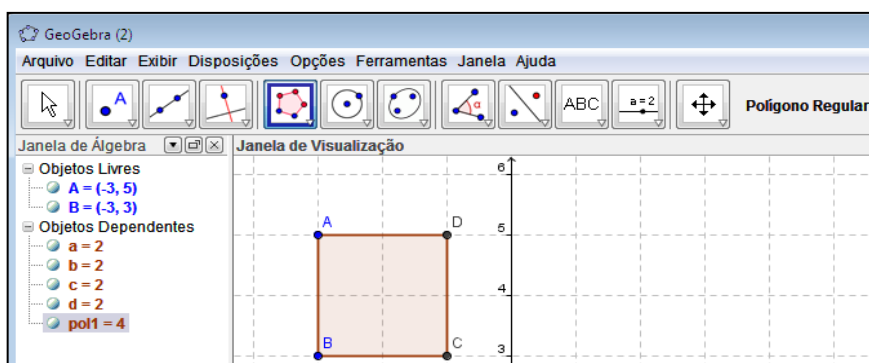 GeoGebra (2)
Arquivo Editar Exibir Disposições Opções Ferramentas Janela Ajuda
A α ABC a=2 Polígono Regular
Janela de Álgebra
Objetos Livres
A = (-3, 5)
B = (-3, 3)
Objetos Dependentes
a = 2
b = 2
c = 2
d = 2
pol1 = 4
Janela de Visualização
6
A D 5
4
B C 3